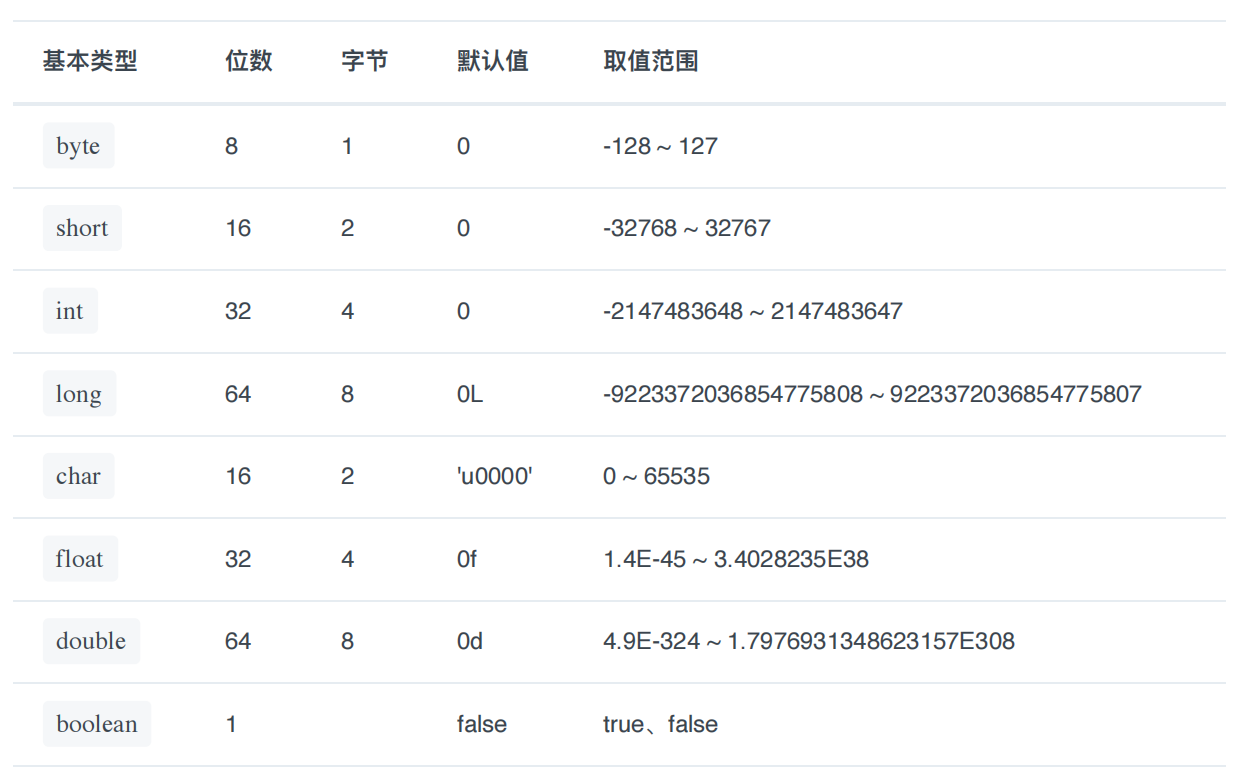 基本类型 位数 字节 默认值 取值范围
byte 8 1 0 -128 ~ 127
short 16 2 0 -32768 ~ 32767
int 32 4 0 -2147483648 ~ 2147483647
long 64 8 0L -9223372036854775808 ~ 9223372036854775807
char 16 2 'u0000' 0 ~ 65535
float 32 4 0f 1.4E-45 ~ 3.4028235E38
double 64 8 0d 4.9E-324 ~ 1.7976931348623157E308
boolean 1 false true、false